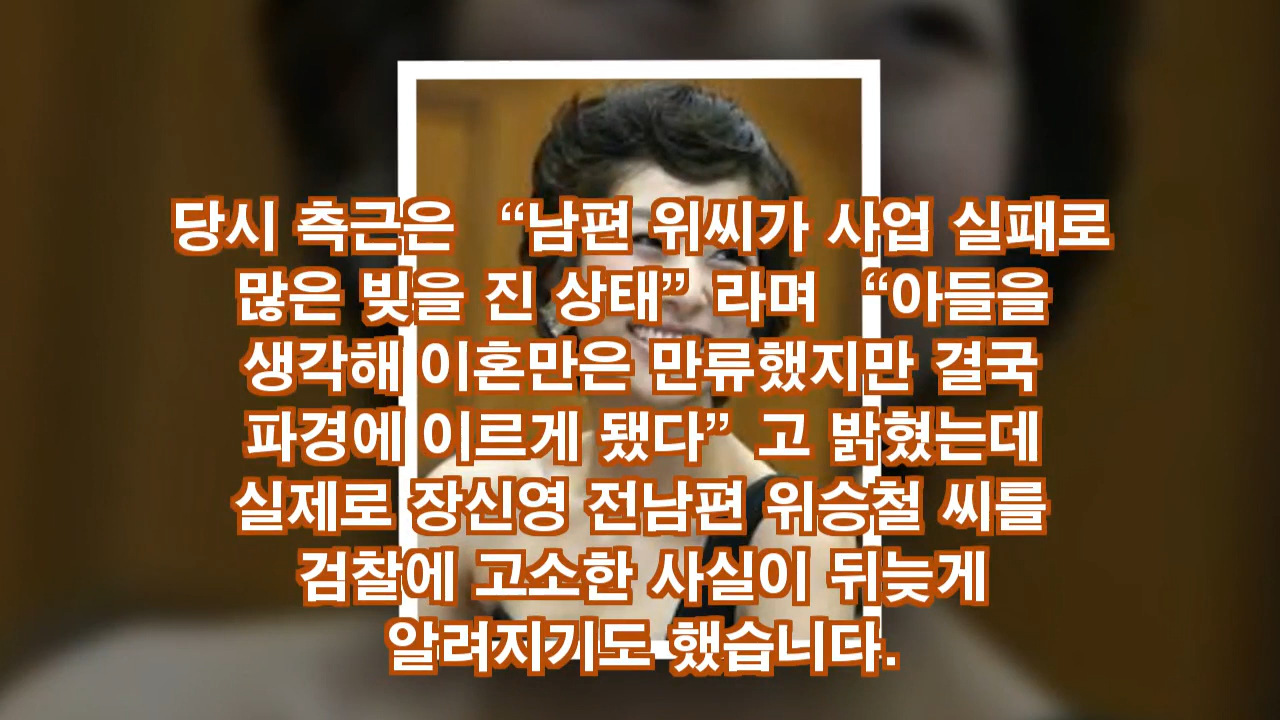 당시 측근은 “남편 위씨가 사업 실패로
많은 빚을 진 상태” 라며 “아들을
생각해 이혼만은 만류했지만 결국
파경에 이르게 됐다” 고 밝혔는데
실제로 장신영 전남편 위승철 씨를
검찰에 고소한 사실이 뒤늦게
알려지기도 했습니다.